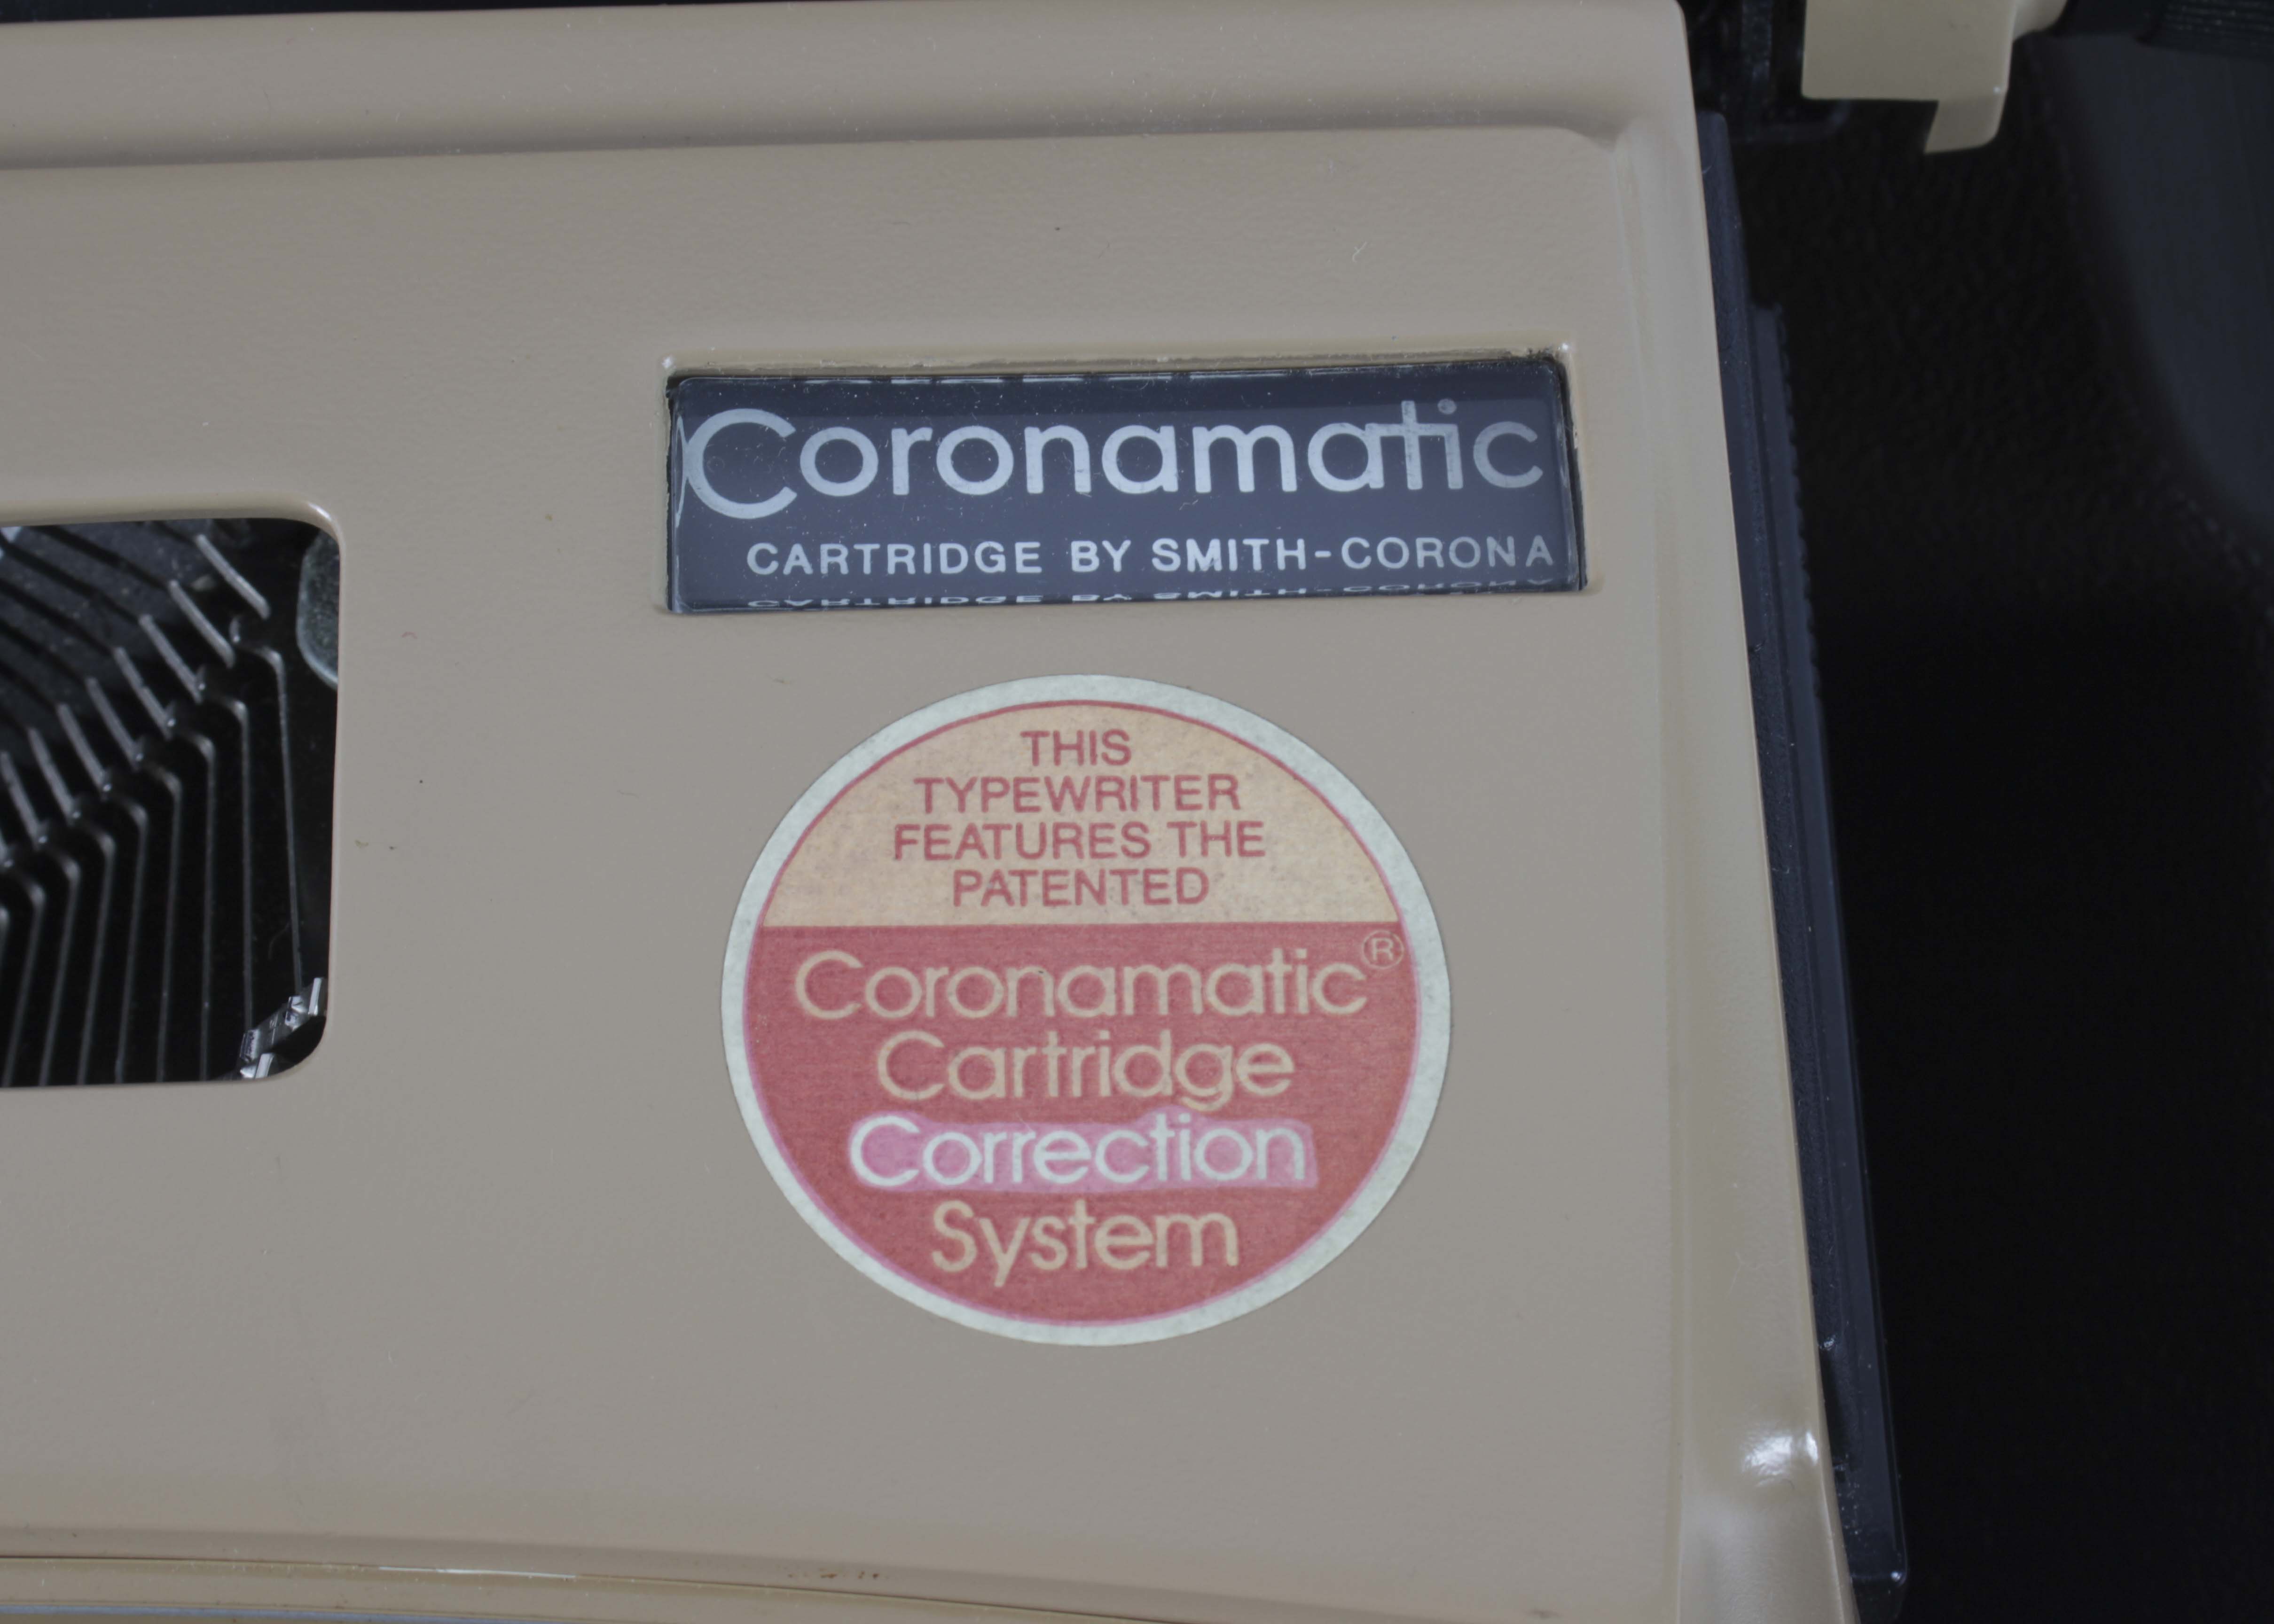 Coronamatic
CARTRIDGE BY SMITH-CORONA
THIS
TYPEWRITER
FEATURES THE
PATENTED
Coronamatic®
Cartridge
Correction
System